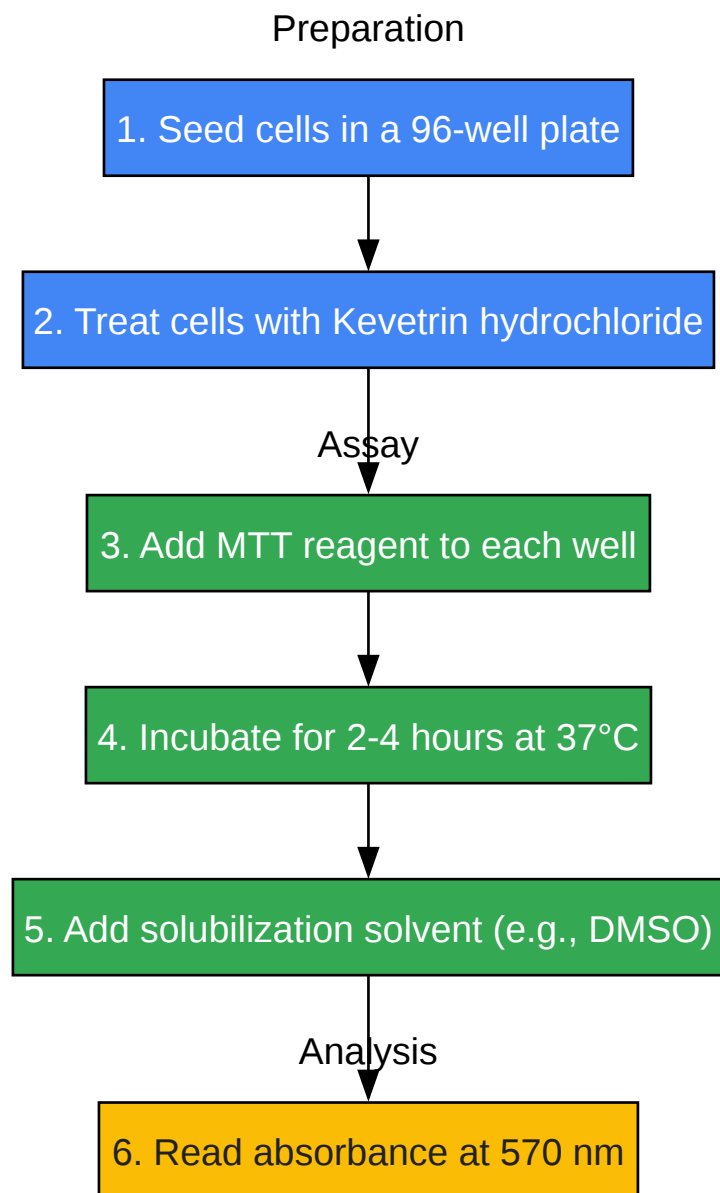 Preparation
1. Seed cells in a 96-well plate
2. Treat cells with Kevetrin hydrochloride
Assay
3. Add MTT reagent to each well
4. Incubate for 2-4 hours at 37°C
5. Add solubilization solvent (e.g., DMSO)
Analysis
6. Read absorbance at 570 nm